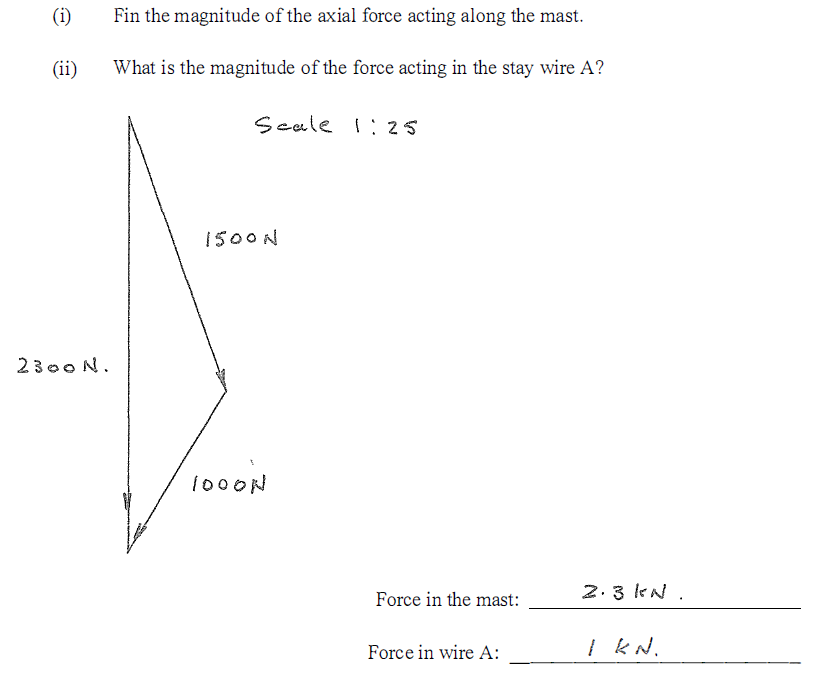 (i) Fin the magnitude of the axial force acting along the mast.
(ii) What is the magnitude of the force acting in the stay wire A?
Scale 1:25
1500N
2300N.
1000N
Force in the mast: 2.3 kN.
Force in wire A: 1 kN.